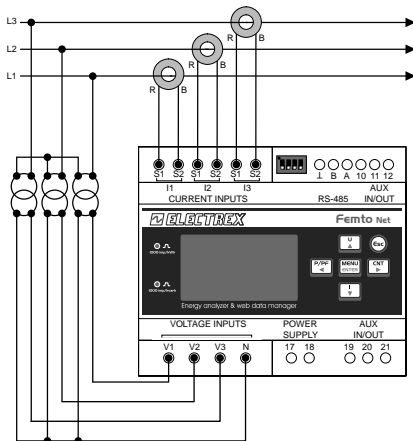 L3
R B
L2
R B
L1
R B
S1 S2 S1 S2 S1 S2
⊥ B A 10 11 12
I1 I2 I3
CURRENT INPUTS
RS-485
AUX
IN/OUT
ELECTREX
Femto Net
U
Esc
P/PF
MENU
ENTER
CNT
I
Energy analyzer & web data manager
VOLTAGE INPUTS
POWER
SUPPLY
AUX
IN/OUT
V1 V2 V3 N
17 18
19 20 21